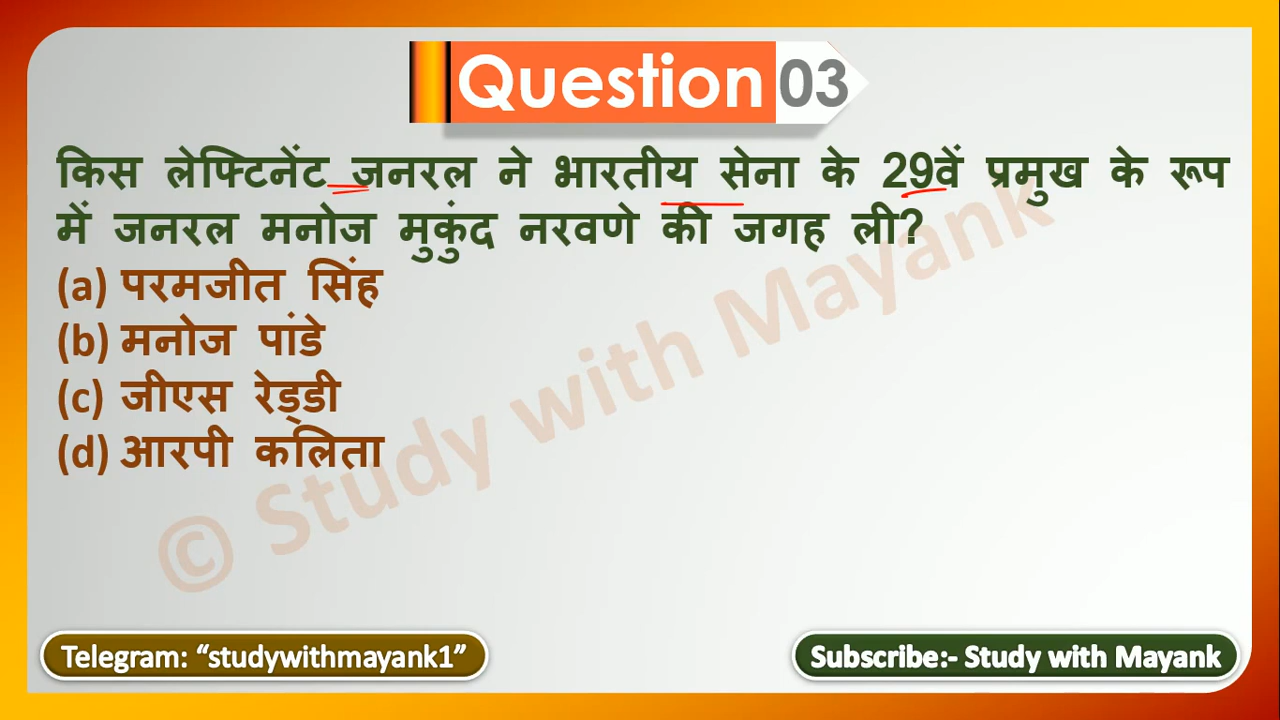 Question 03
किस लेफ्टिनेंट जनरल ने भारतीय सेना के 29वें प्रमुख के रूप
में जनरल मनोज मुकुंद नरवणे की जगह ली?
(a) परमजीत सिंह
(b) मनोज पांडे
(c) जीएस रेड्डी
(d) आरपी कलिता
© Study with Mayank
Telegram: “studywithmayank1”
Subscribe:- Study with Mayank